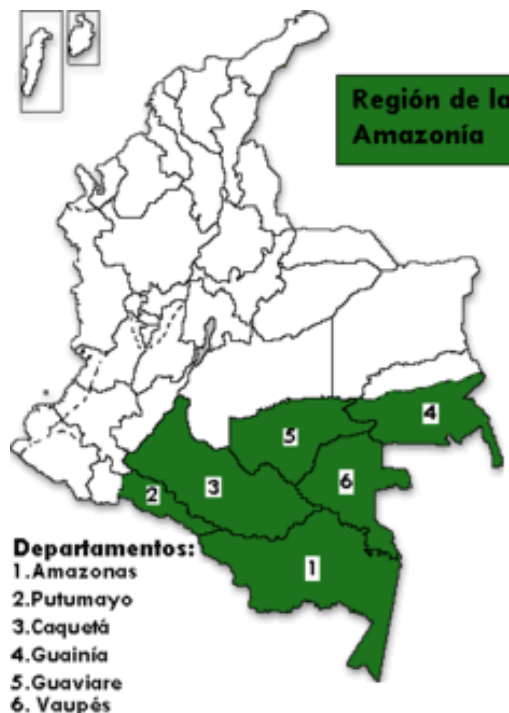 Región de la
Amazonía
4
5
3
6
2
1
Departamentos:
1.Amazonas
2.Putumayo
3.Caquetá
4.Guainía
5.Guaviare
6. Vaupés